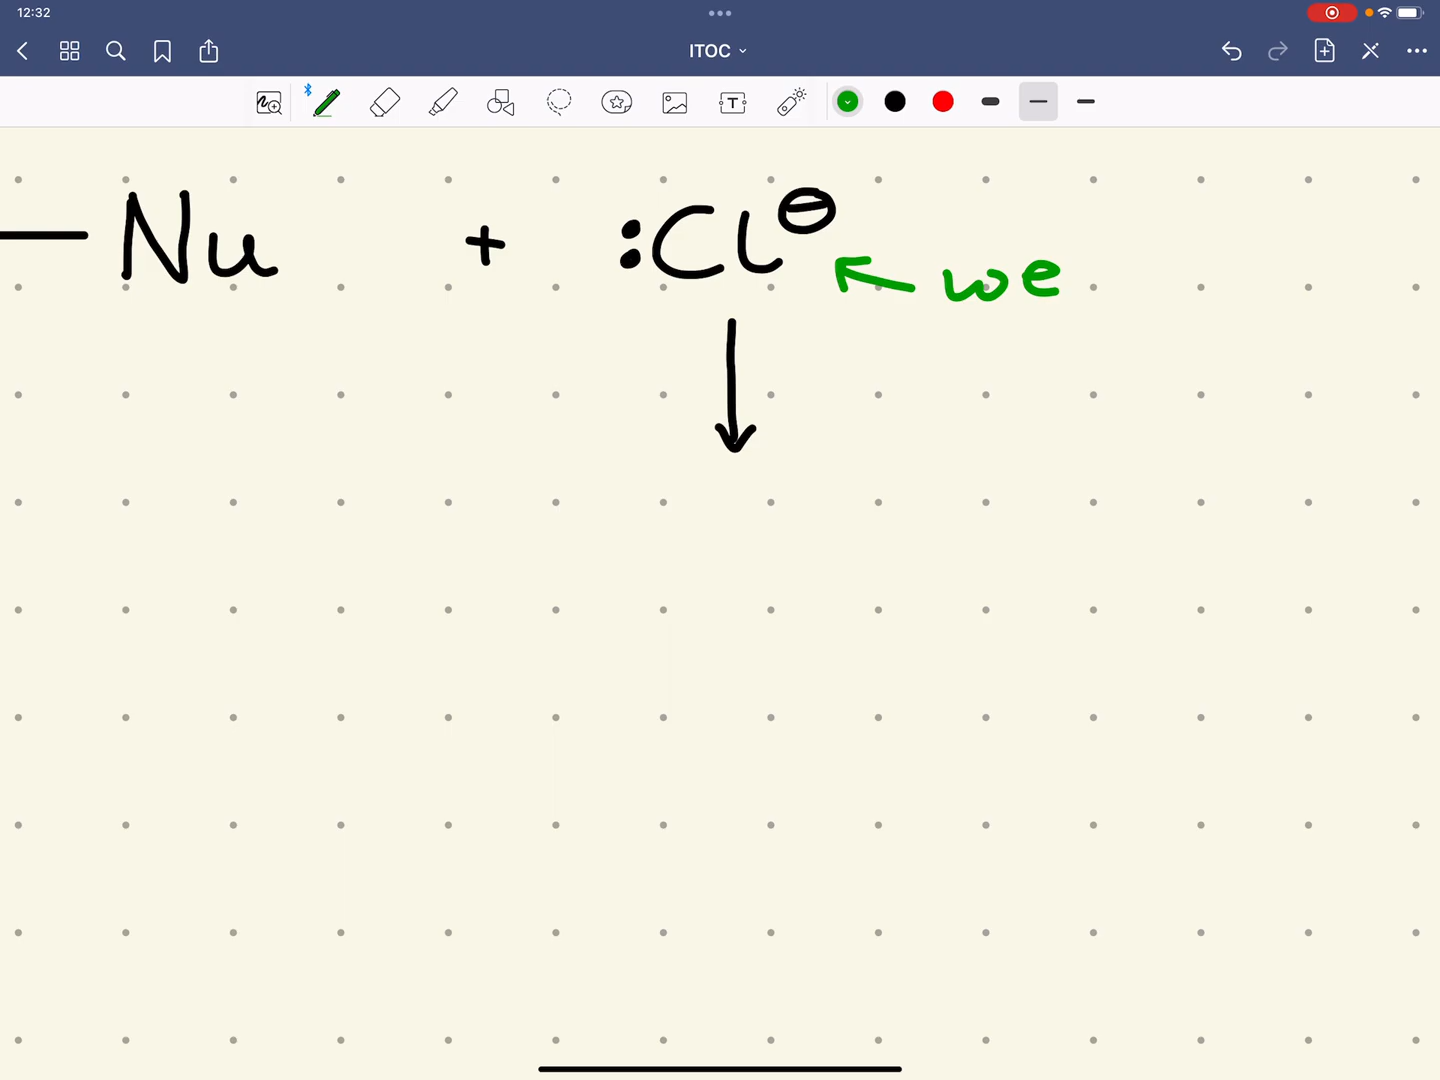 12:32
ITOC
T
— Nu + :Cl⊖
← we